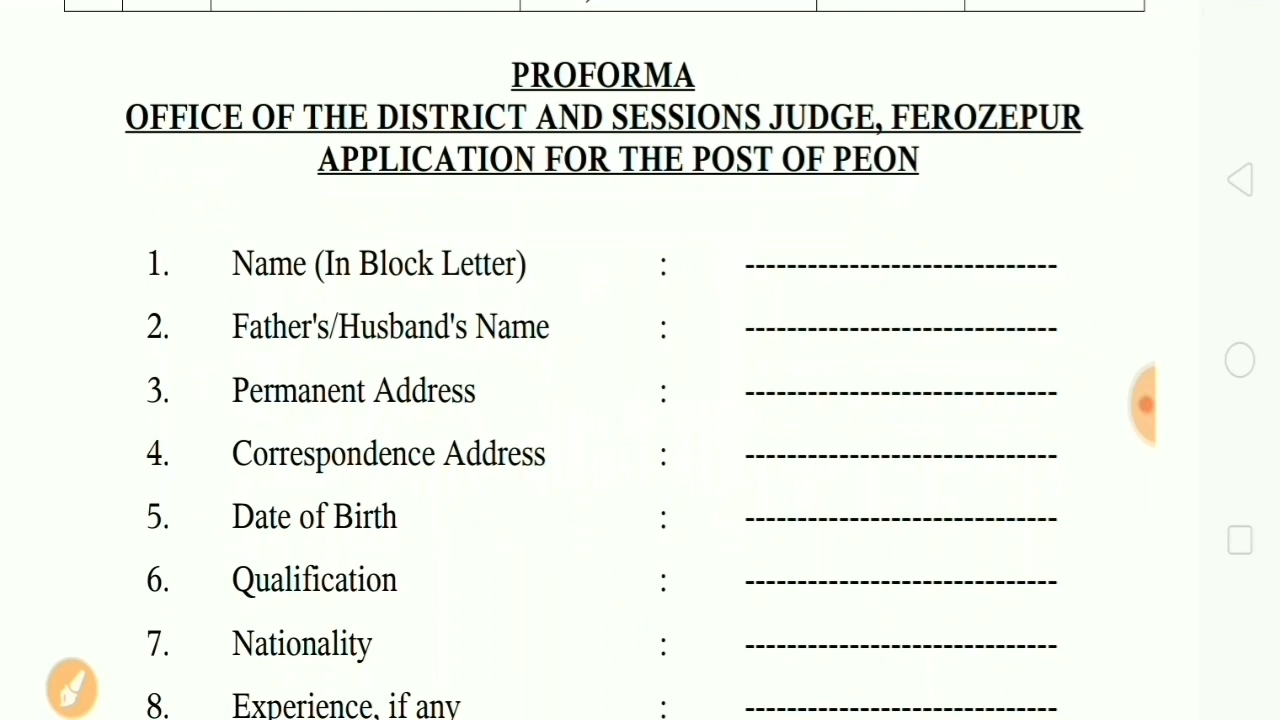 PROFORMA
OFFICE OF THE DISTRICT AND SESSIONS JUDGE, FEROZEPUR
APPLICATION FOR THE POST OF PEON
1. Name (In Block Letter) : ------------------------------
2. Father's/Husband's Name : ------------------------------
3. Permanent Address : ------------------------------
4. Correspondence Address : ------------------------------
5. Date of Birth : ------------------------------
6. Qualification : ------------------------------
7. Nationality : ------------------------------
8. Experience, if any : ------------------------------